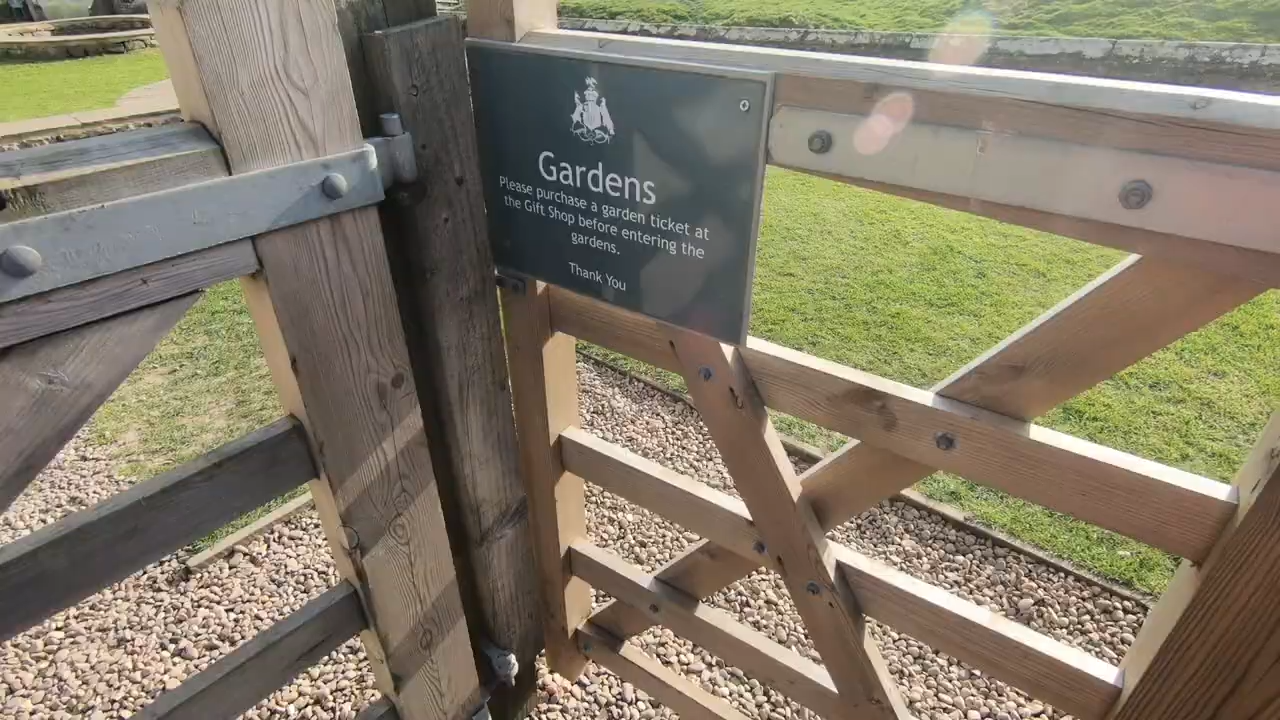 Gardens
Please purchase a garden ticket at
the Gift Shop before entering the
gardens.
Thank You